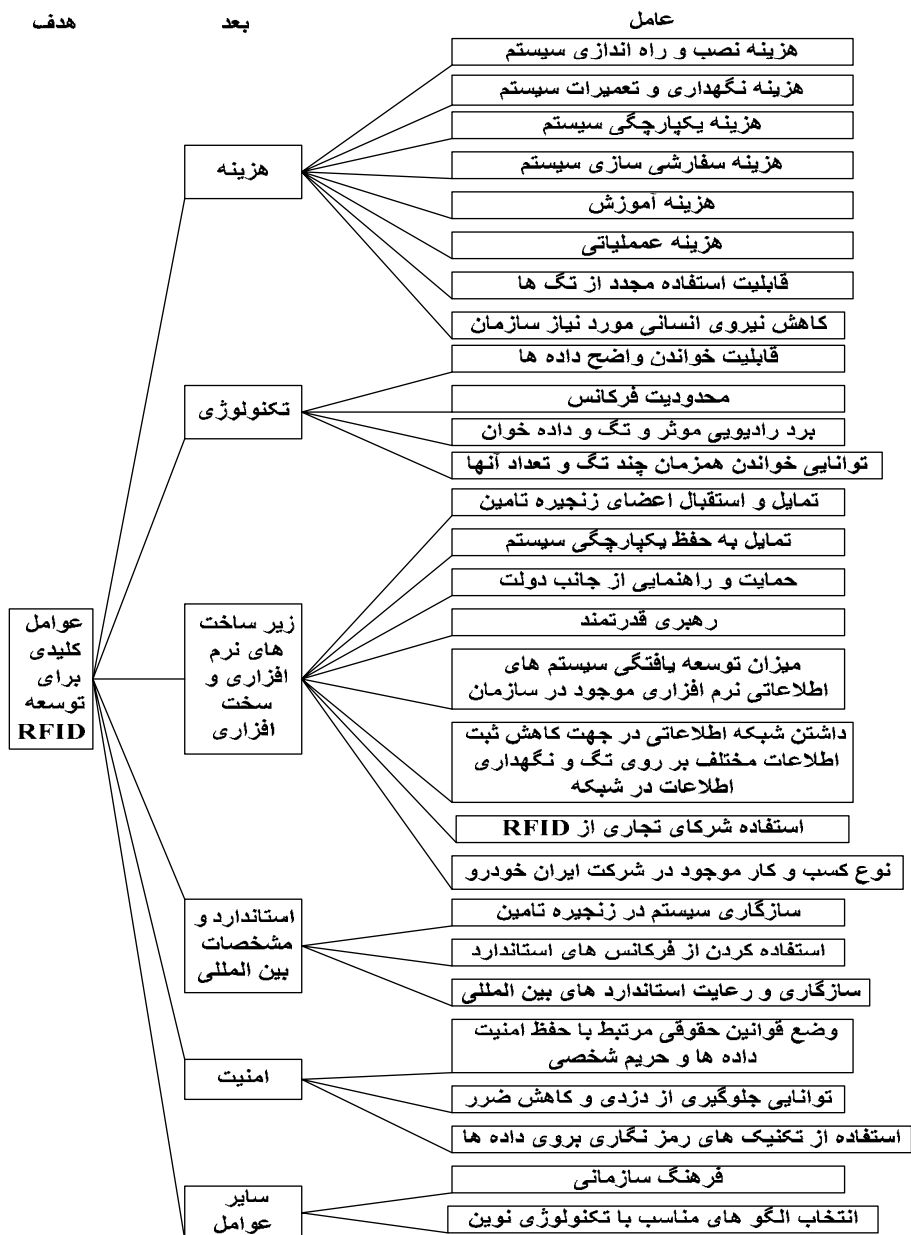 عامل
بعد
هدف
هزینه نصب و راه اندازی سیستم
هزینه نگهداری و تعمیرات سیستم
هزینه یکپارچگی سیستم
هزینه سفارشی سازی سیستم
هزینه آموزش
هزینه عمملیاتی
قابلیت استفاده مجدد از تگ ها
کاهش نیروی انسانی مورد نیاز سازمان
هزینه
قابلیت خواندن واضح داده ها
محدودیت فرکانس
برد رادیویی موثر و تگ و داده خوان
توانایی خواندن همزمان چند تگ و تعداد آنها
تکنولوژی
تمایل و استقبال اعضای زنجیره تامین
تمایل به حفظ یکپارچگی سیستم
حمایت و راهنمایی از جانب دولت
رهبری قدرتمند
میزان توسعه یافتگی سیستم های
اطلاعاتی نرم افزاری موجود در سازمان
داشتن شبکه اطلاعاتی در جهت کاهش ثبت
اطلاعات مختلف بر روی تگ و نگهداری
اطلاعات در شبکه
استفاده شرکای تجاری از RFID
نوع کسب و کار موجود در شرکت ایران خودرو
زیر ساخت
های نرم
افزاری و
سخت
افزاری
عوامل
کلیدی
برای
توسعه
RFID
سازگاری سیستم در زنجیره تامین
استفاده کردن از فرکانس های استاندارد
سازگاری و رعایت استاندارد های بین المللی
استاندارد و
مشخصات
بین المللی
وضع قوانین حقوقی مرتبط با حفظ امنیت
داده ها و حریم شخصی
توانایی جلوگیری از دزدی و کاهش ضرر
استفاده از تکنیک های رمز نگاری بروی داده ها
امنیت
فرهنگ سازمانی
انتخاب الگو های مناسب با تکنولوژی نوین
سایر
عوامل